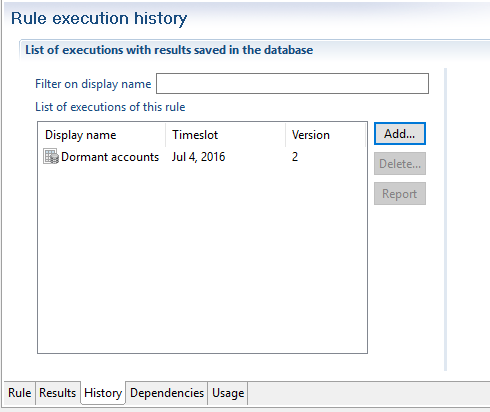 Rule execution history
List of executions with results saved in the database
Filter on display name
List of executions of this rule
Display name Timeslot Version
Dormant accounts Jul 4, 2016 2
Add...
Delete...
Report
Rule Results History Dependencies Usage